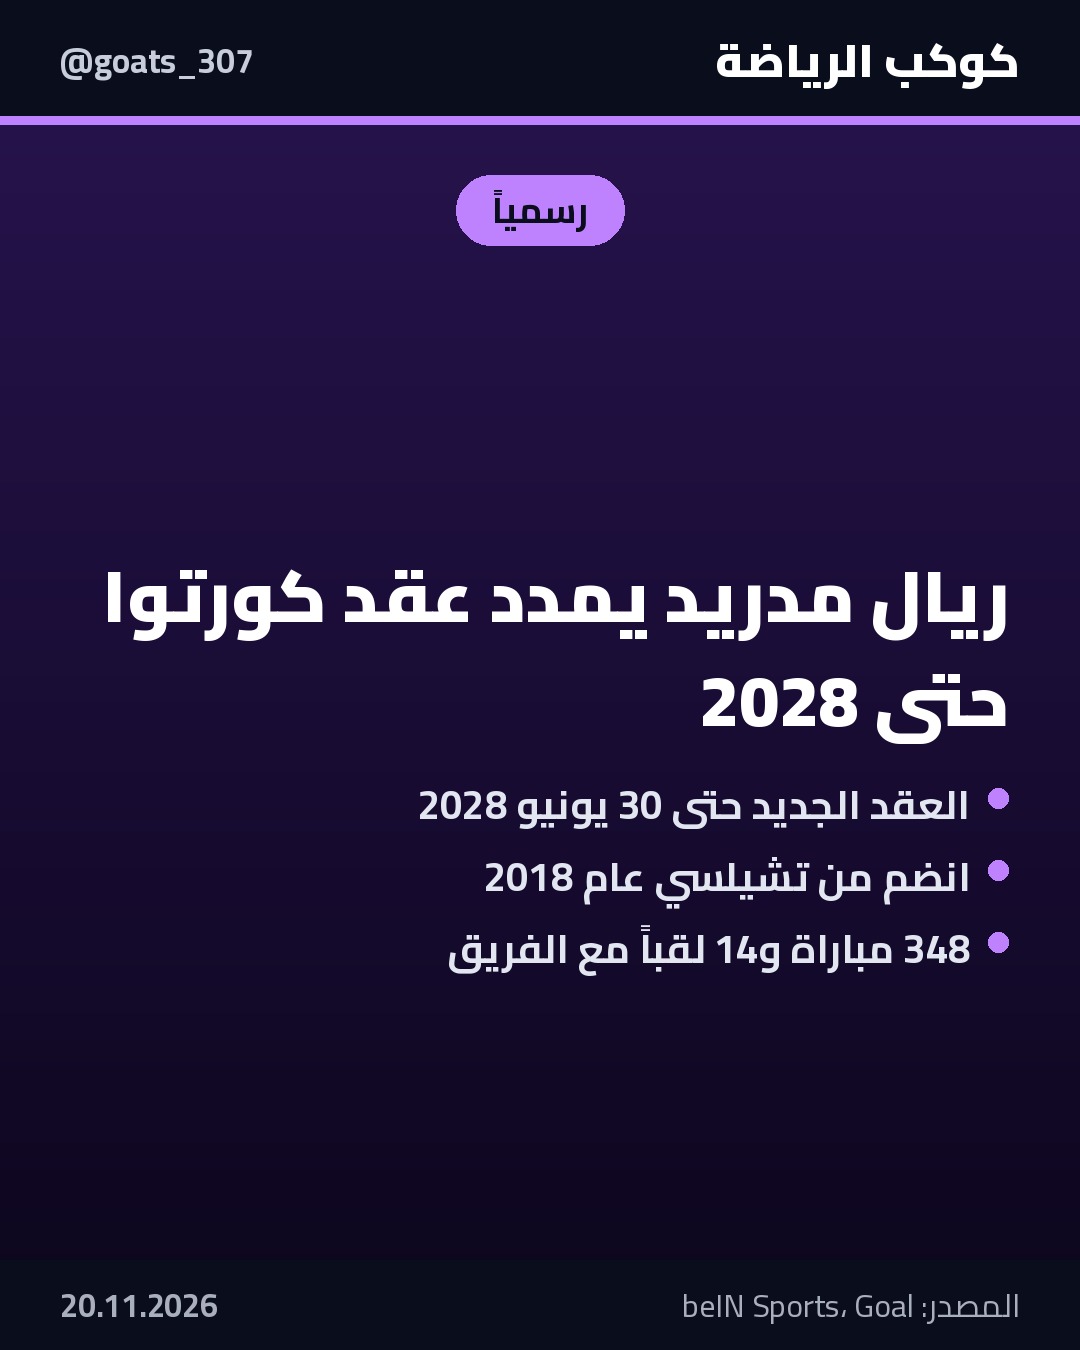 كوكب الرياضة
@goats_307
رسمياً
ريال مدريد يمدد عقد كورتوا
حتى 2028
العقد الجديد حتى 30 يونيو 2028
انضم من تشيلسي عام 2018
348 مباراة و14 لقباً مع الفريق
المصدر: beIN Sports، Goal
20.11.2026